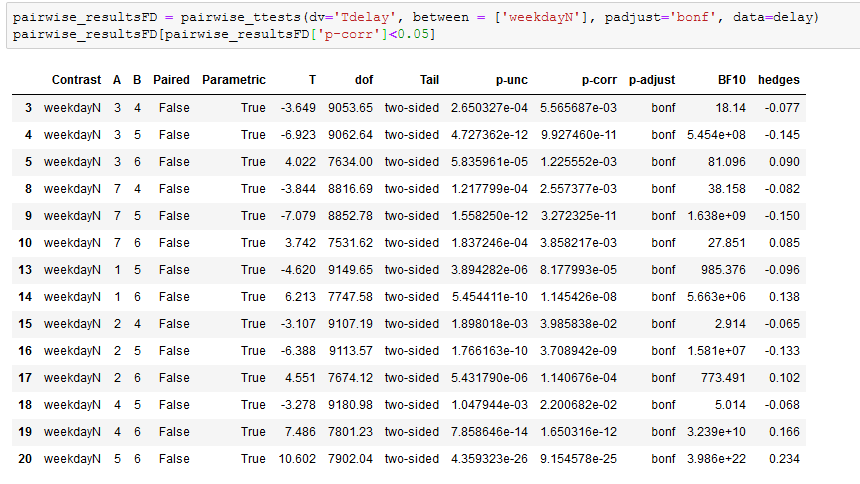 pairwise_resultsFD = pairwise_ttests(dv='Tdelay', between = ['weekdayN'], padjust='bonf', data=delay)
pairwise_resultsFD[pairwise_resultsFD['p-corr']<0.05]
Contrast A B Paired Parametric T dof Tail p-unc p-corr p-adjust BF10 hedges
3 weekdayN 3 4 False True -3.649 9053.65 two-sided 2.650327e-04 5.565687e-03 bonf 18.14 -0.077
4 weekdayN 3 5 False True -6.923 9062.64 two-sided 4.727362e-12 9.927460e-11 bonf 5.454e+08 -0.145
5 weekdayN 3 6 False True 4.022 7634.00 two-sided 5.835961e-05 1.225552e-03 bonf 81.096 0.090
8 weekdayN 7 4 False True -3.844 8816.69 two-sided 1.217799e-04 2.557377e-03 bonf 38.158 -0.082
9 weekdayN 7 5 False True -7.079 8852.78 two-sided 1.558250e-12 3.272325e-11 bonf 1.638e+09 -0.150
10 weekdayN 7 6 False True 3.742 7531.62 two-sided 1.837246e-04 3.858217e-03 bonf 27.851 0.085
13 weekdayN 1 5 False True -4.620 9149.65 two-sided 3.894282e-06 8.177993e-05 bonf 985.376 -0.096
14 weekdayN 1 6 False True 6.213 7747.58 two-sided 5.454411e-10 1.145426e-08 bonf 5.663e+06 0.138
15 weekdayN 2 4 False True -3.107 9107.19 two-sided 1.898018e-03 3.985838e-02 bonf 2.914 -0.065
16 weekdayN 2 5 False True -6.388 9113.57 two-sided 1.766163e-10 3.708942e-09 bonf 1.581e+07 -0.133
17 weekdayN 2 6 False True 4.551 7674.12 two-sided 5.431790e-06 1.140676e-04 bonf 773.491 0.102
18 weekdayN 4 5 False True -3.278 9180.98 two-sided 1.047944e-03 2.200682e-02 bonf 5.014 -0.068
19 weekdayN 4 6 False True 7.486 7801.23 two-sided 7.858646e-14 1.650316e-12 bonf 3.239e+10 0.166
20 weekdayN 5 6 False True 10.602 7902.04 two-sided 4.359323e-26 9.154578e-25 bonf 3.986e+22 0.234